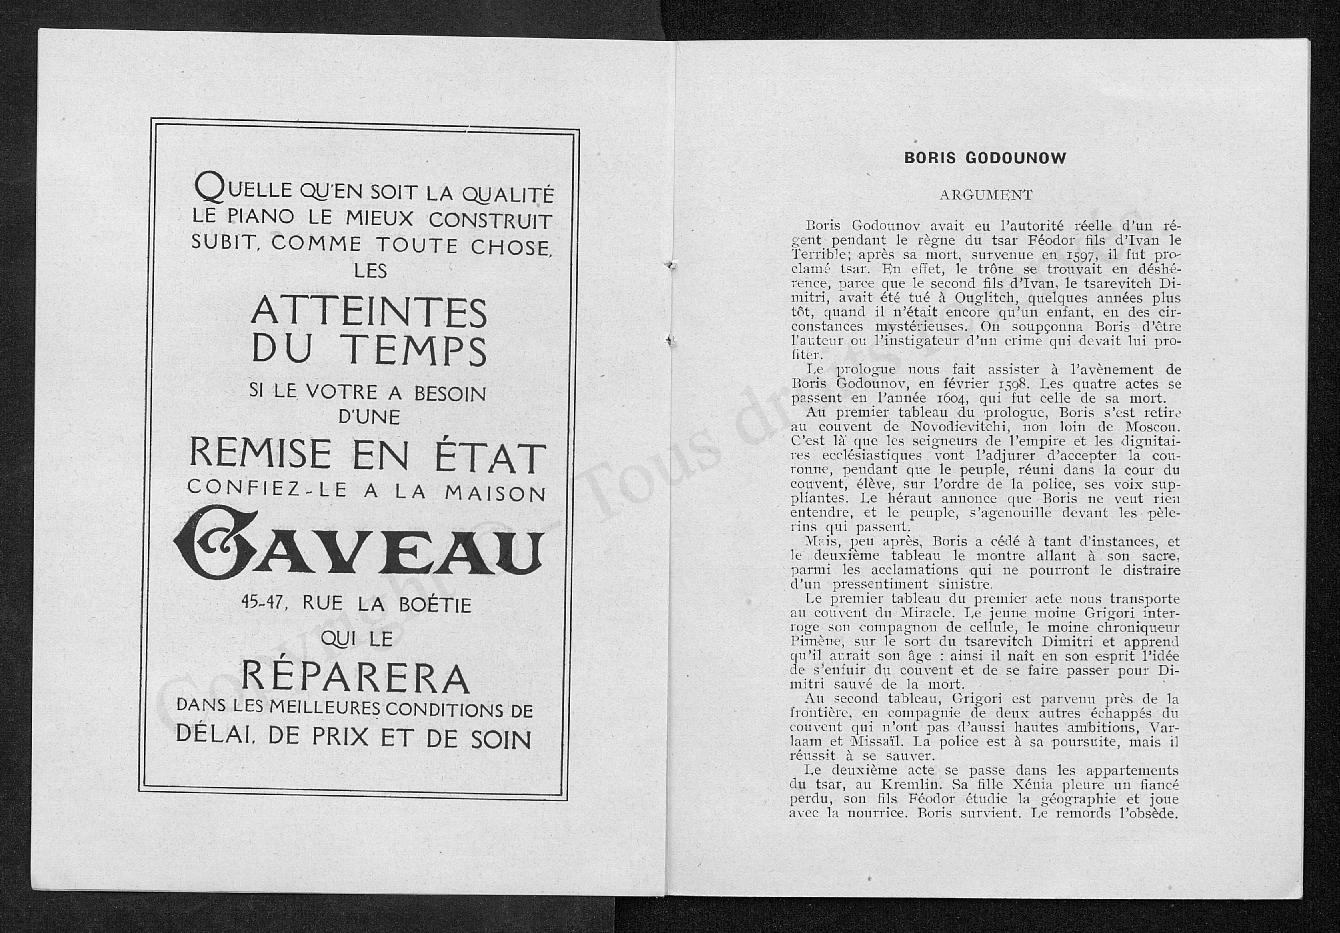 QUELLE QU'EN SOIT LA QUALITÉ
LE PIANO LE MIEUX CONSTRUIT
SUBIT, COMME TOUTE CHOSE,
LES
ATTEINTES
DU TEMPS
SI LE VOTRE A BESOIN
D'UNE
REMISE EN ÉTAT
CONFIEZ-LE A LA MAISON
GAVEAU
45-47, RUE LA BOÉTIE
QUI LE
RÉPARERA
DANS LES MEILLEURES CONDITIONS DE
DÉLAI, DE PRIX ET DE SOIN
BORIS GODOUNOW
ARGUMENT
Boris Godounov avait eu l'autorité réelle d'un ré-
gent pendant le règne du tsar Féodor fils d'Ivan le
Terrible; après sa mort, survenue en 1597, il fut pro-
clamé tsar. En effet, le trône se trouvait en déshé-
rence, parce que le second fils d'Ivan, le tsarevitch Di-
mitri, avait été tué à Ouglitch, quelques années plus
tôt, quand il n'était encore qu'un enfant, en des cir-
constances mystérieuses. On soupçonna Boris d'être
l'auteur ou l'instigateur d'un crime qui devait lui pro-
fiter.
Le prologue nous fait assister à l'avènement de
Boris Godounov, en février 1598. Les quatre actes se
passent en l'année 1604, qui fut celle de sa mort.
Au premier tableau du prologue, Boris s'est retiré
au couvent de Novodievitchi, non loin de Moscou.
C'est là que les seigneurs de l'empire et les dignitai-
res ecclésiastiques vont l'adjurer d'accepter la cou-
ronne, pendant que le peuple, réuni dans la cour du
couvent, élève, sur l'ordre de la police, ses voix sup-
pliantes. Le héraut annonce que Boris ne veut rien
entendre, et le peuple, s'agenouille devant les pèle-
rins qui passent.
Mais, peu après, Boris a cédé à tant d'instances, et
le deuxième tableau le montre allant à son sacre,
parmi les acclamations qui ne pourront le distraire
d'un pressentiment sinistre.
Le premier tableau du premier acte nous transporte
au couvent du Miracle. Le jeune moine Grigori inter-
roge son compagnon de cellule, le moine chroniqueur
Pimène, sur le sort du tsarevitch Dimitri et apprend
qu'il aurait son âge : ainsi il naît en son esprit l'idée
de s'enfuir du couvent et de se faire passer pour Di-
mitri sauvé de la mort.
Au second tableau, Grigori est parvenu près de la
frontière, en compagnie de deux autres échappés du
couvent qui n'ont pas d'aussi hautes ambitions, Var-
laam et Missaïl. La police est à sa poursuite, mais il
réussit à se sauver.
Le deuxième acte se passe dans les appartements
du tsar, au Kremlin. Sa fille Xénia pleure un fiancé
perdu, son fils Féodor étudie la géographie et joue
avec la nourrice. Boris survient. Le remords l'obsède.
Copyright © - Tous droits